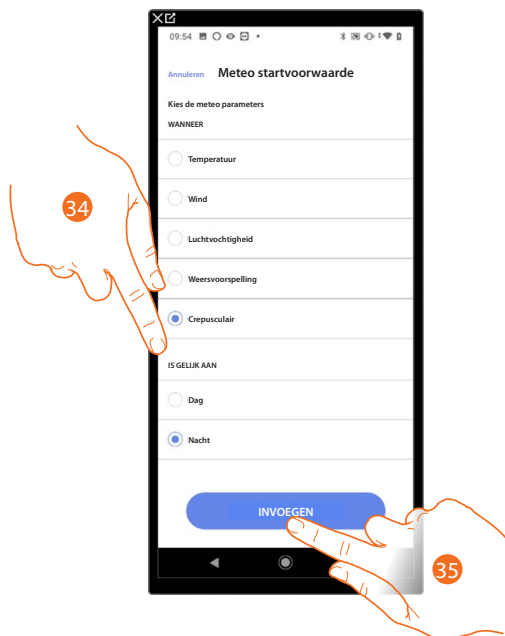 09:54
Annuleren Meteo startvoorwaarde
Kies de meteo parameters
WANNEER
Temperatuur
Wind
34
Luchtvochtigheid
Weersvoorspelling
Crepusculair
IS GELIJK AAN
Dag
Nacht
INVOEGEN
35